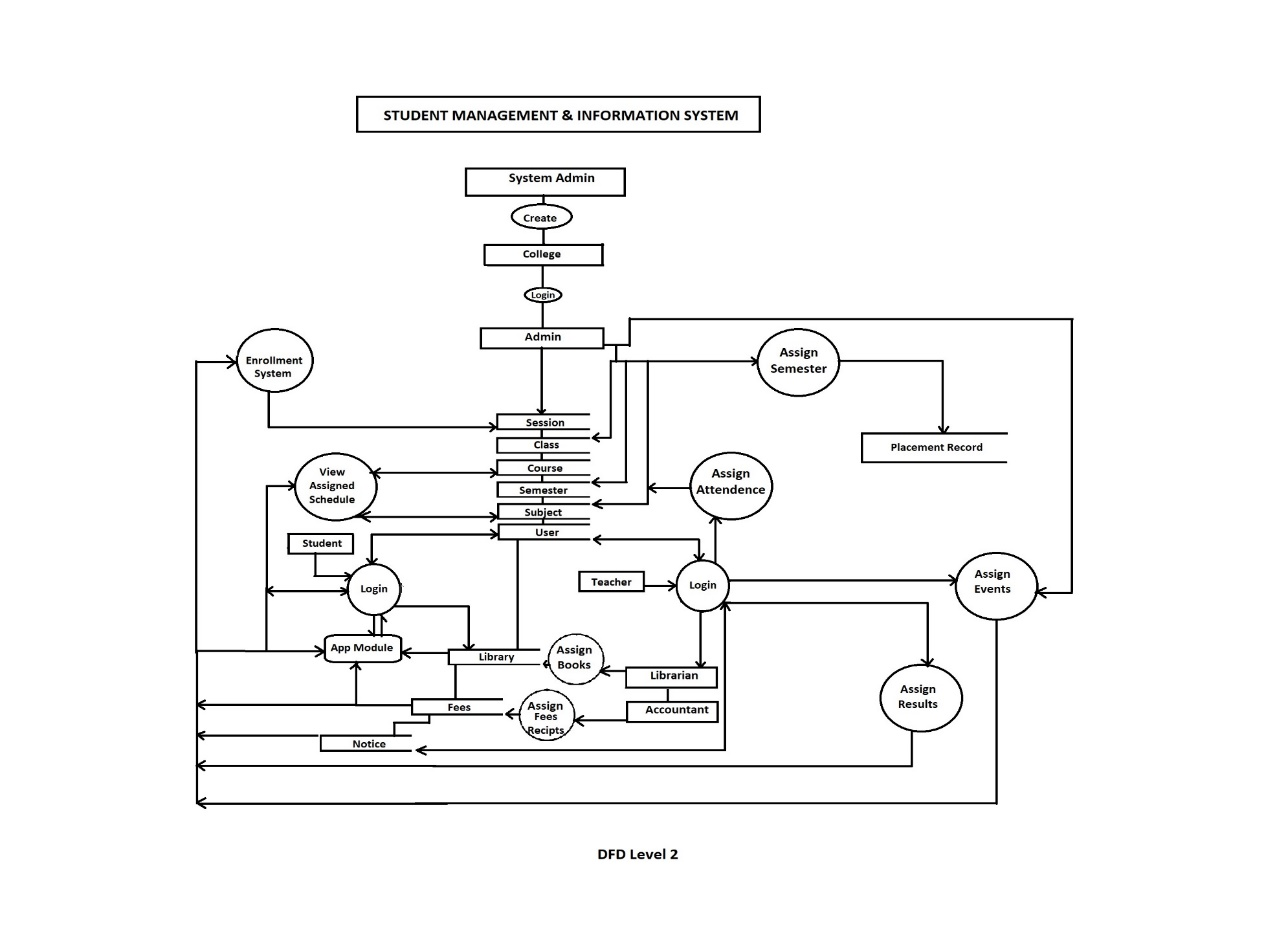 STUDENT MANAGEMENT & INFORMATION SYSTEM
System Admin
Create
College
Login
Admin
Enrollment
System
Assign
Semester
Session
Class
Course
Semester
Subject
User
Placement Record
View
Assigned
Schedule
Assign
Attendence
Student
Login
Teacher
Login
Assign
Events
App Module
Library
Assign
Books
Librarian
Accountant
Fees
Assign
Fees
Recipts
Assign
Results
Notice
DFD Level 2